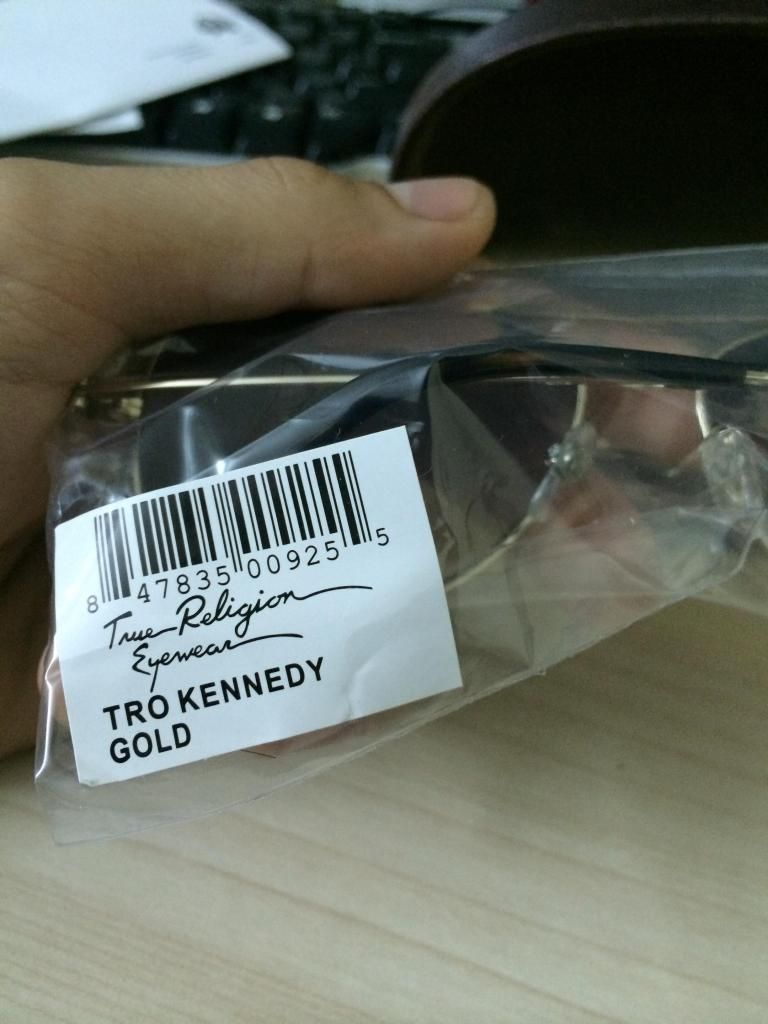 8 47835 00925 5
True Religion
Eyewear
TRO KENNEDY
GOLD